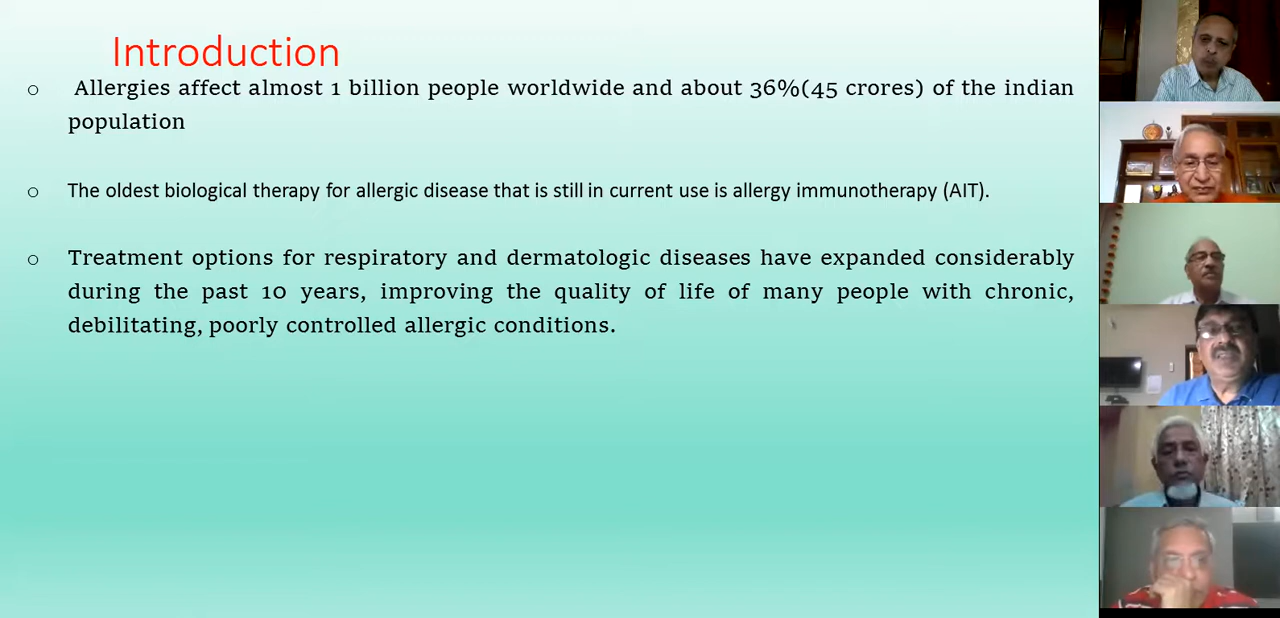 Introduction
o Allergies affect almost 1 billion people worldwide and about 36%(45 crores) of the indian
population
o The oldest biological therapy for allergic disease that is still in current use is allergy immunotherapy (AIT).
o Treatment options for respiratory and dermatologic diseases have expanded considerably
during the past 10 years, improving the quality of life of many people with chronic,
debilitating, poorly controlled allergic conditions.